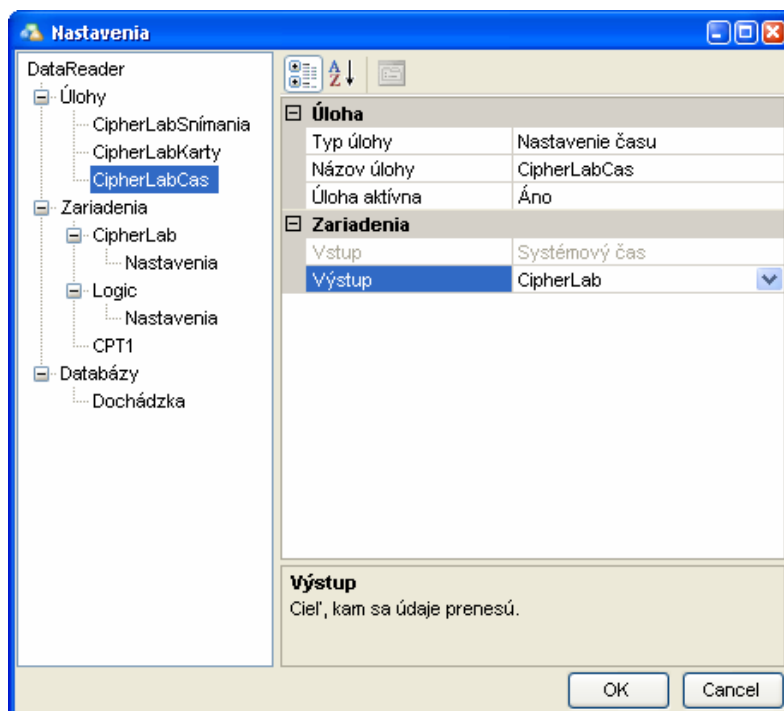 Nastavenia
DataReader
Úlohy
CipherLabSnímania
CipherLabKarty
CipherLabCas
Zariadenia
CipherLab
Nastavenia
Logic
Nastavenia
CPT1
Databázy
Dochádzka
Úloha
Typ úlohy Nastavenie času
Názov úlohy CipherLabCas
Úloha aktívna Áno
Zariadenia
Vstup Systémový čas
Výstup CipherLab
Výstup
Cieľ, kam sa údaje prenesú.
OK Cancel